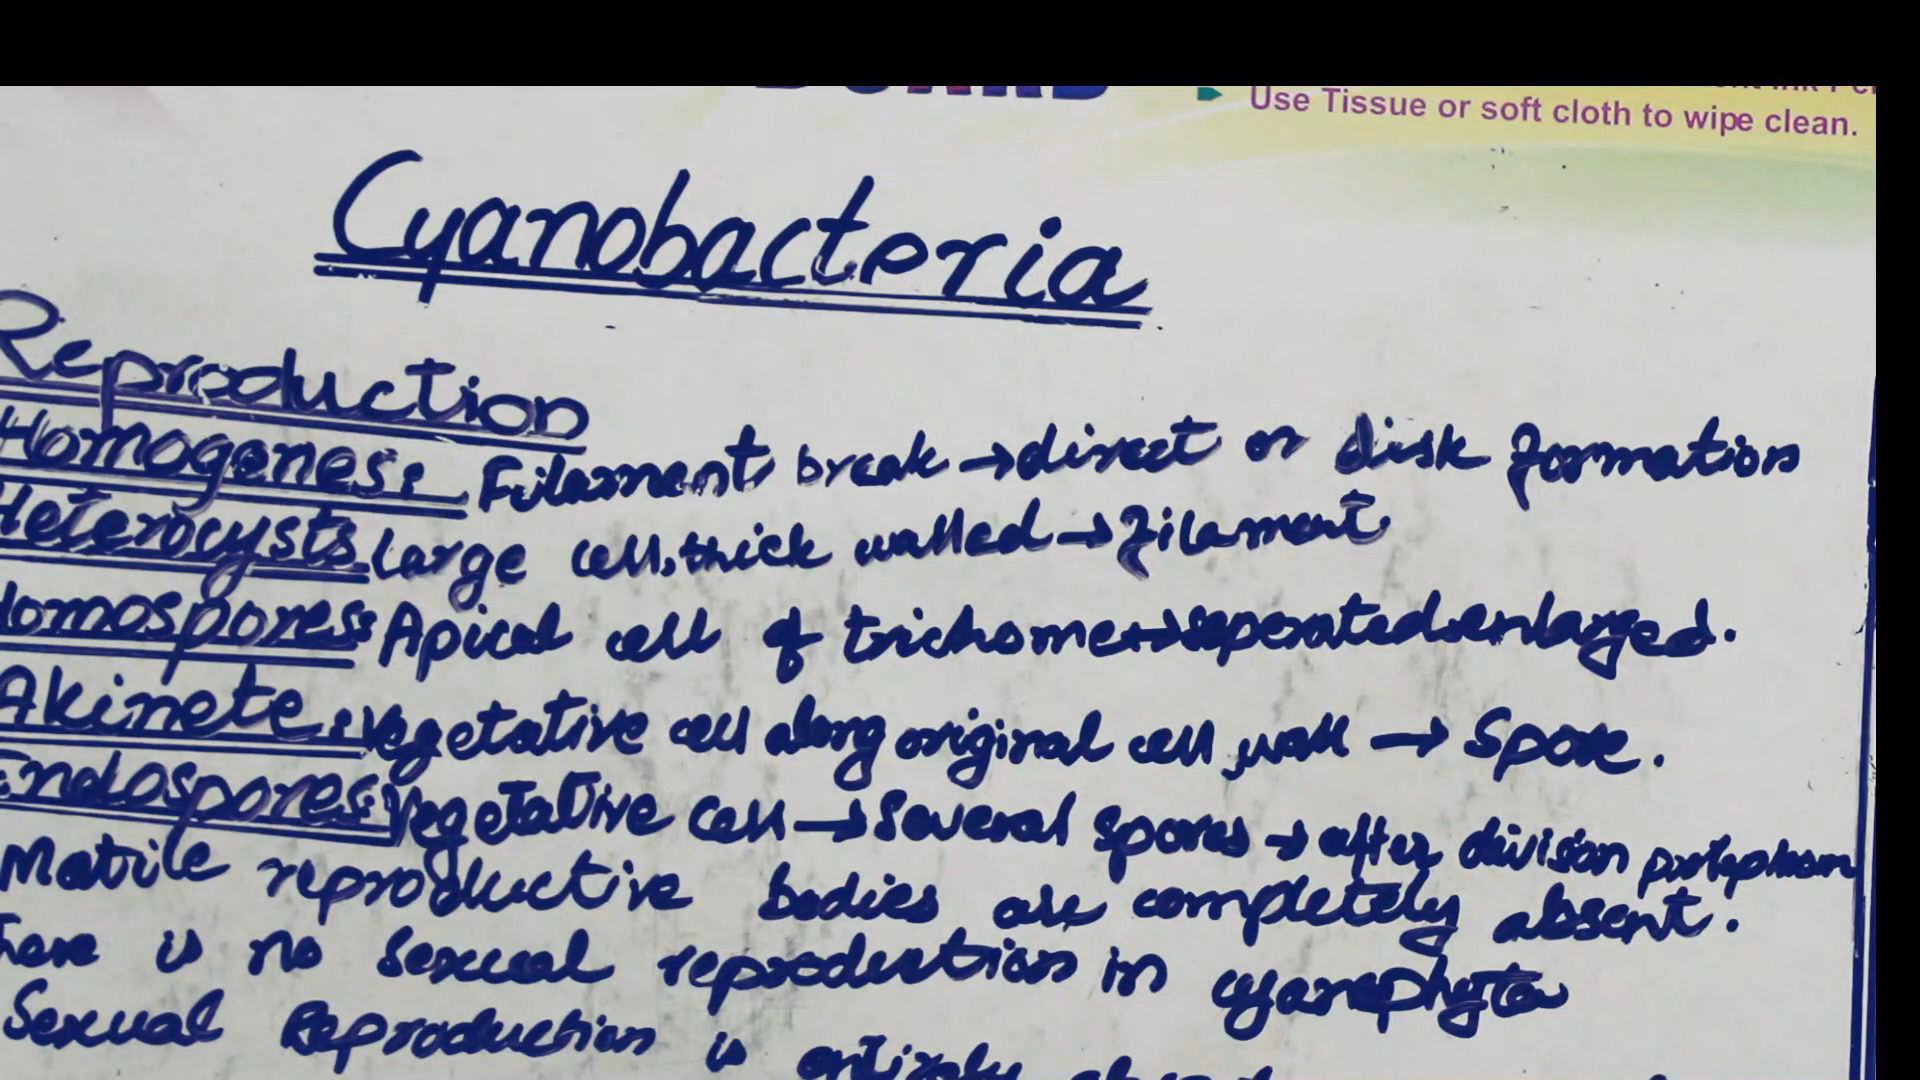 Use Tissue or soft cloth to wipe clean.
Cyanobacteria
Reproduction
Homogenes: Filament break → direct or disk formation
Heterocysts. Large cell, thick walled → Filament
Homospores: Apical cell of trichome → seperated enlarged.
Akinete: Vegetative cell along original cell wall → Spore.
Endospores: Vegetative cell → Several spores → after division
Motile reproductive bodies are completely absent.
There is no sexual reproduction in cyanophyta
Sexual Reproduction is entirely